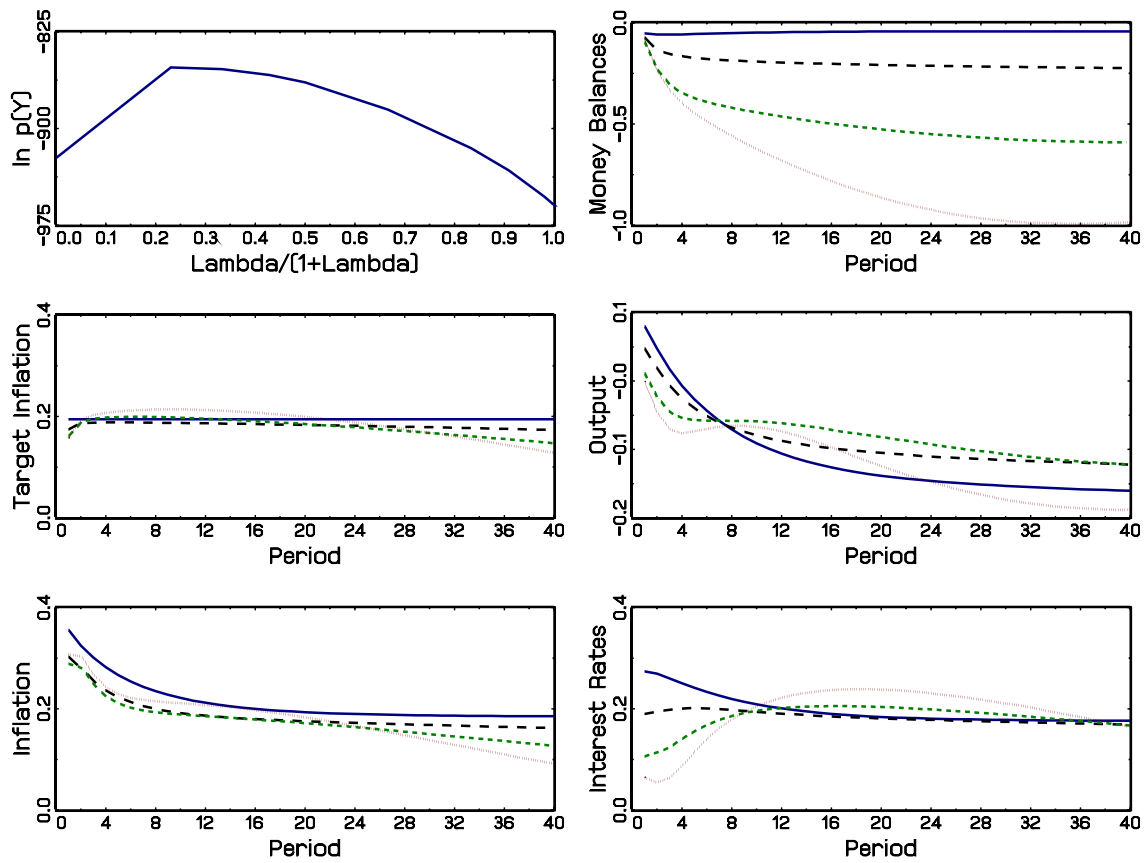 -825
-900
-975
ln p(Y)
0.0 0.1 0.2 0.3 0.4 0.5 0.6 0.7 0.8 0.9 1.0
Lambda/(1+Lambda)
0.0
-0.5
-1.0
Money Balances
0 4 8 12 16 20 24 28 32 36 40
Period
0.4
0.2
0.0
Target Inflation
0 4 8 12 16 20 24 28 32 36 40
Period
0.1
-0.0
-0.1
-0.2
Output
0 4 8 12 16 20 24 28 32 36 40
Period
0.4
0.2
0.0
Inflation
0 4 8 12 16 20 24 28 32 36 40
Period
0.4
0.2
0.0
Interest Rates
0 4 8 12 16 20 24 28 32 36 40
Period